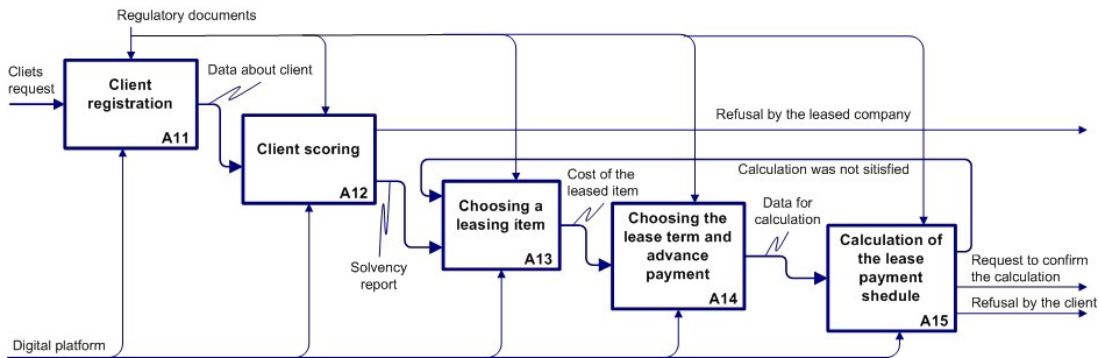 Regulatory documents
Cliets
request
Client
registration
A11
Data about client
Client scoring
A12
Refusal by the leased company
Calculation was not sitisfied
Solvency
report
Choosing a
leasing item
A13
Cost of the
leased item
Choosing the
lease term and
advance
payment
A14
Data for
calculation
Calculation of
the lease
payment
shedule
A15
Request to confirm
the calculation
Refusal by the client
Digital platform